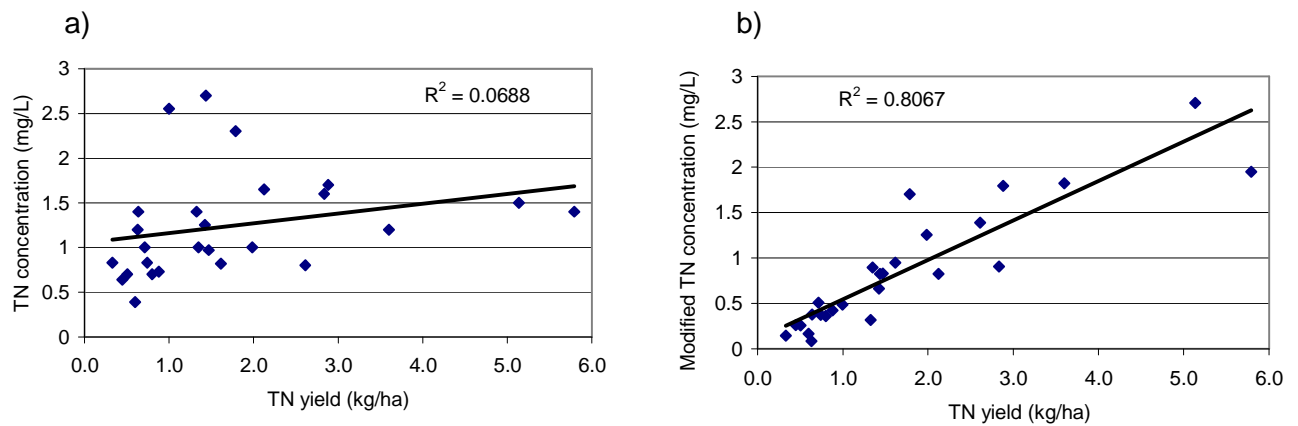 a)
TN concentration (mg/L)
3
2.5
2
1.5
1
0.5
0
R² = 0.0688
0.0 1.0 2.0 3.0 4.0 5.0 6.0
TN yield (kg/ha)
b)
Modified TN concentration (mg/L)
3
2.5
2
1.5
1
0.5
0
R² = 0.8067
0.0 1.0 2.0 3.0 4.0 5.0 6.0
TN yield (kg/ha)